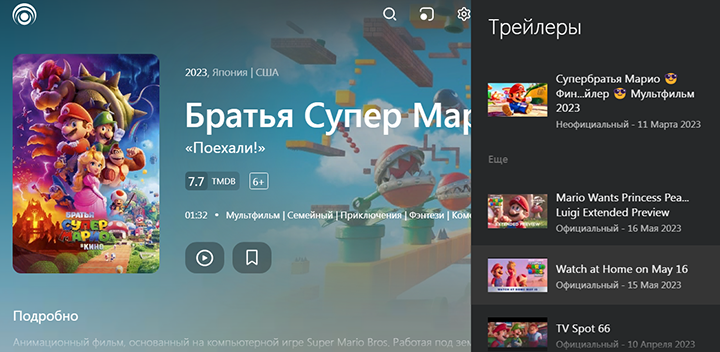 2023, Япония | США
Братья Супер Мар
«Поехали!»
7.7 TMDB 6+
01:32 • Мультфильм | Семейный | Приключения | Фэнтези | Коме
БРАТЬЯ
СУПЕР
МАРИО
В КИНО
Подробно
Анимационный фильм, основанный на компьютерной игре Super Mario Bros. Работая под зем
Трейлеры
Супербратья Марио 😎
Фин...йлер 😎 Мультфильм
2023
Неофициальный - 11 Марта 2023
Еще
EXTENDED PREVIEW
Mario Wants Princess Pea...
Luigi Extended Preview
Официальный - 16 Мая 2023
Watch at Home on May 16
Официальный - 15 Мая 2023
TV Spot 66
Официальный - 10 Апреля 2023